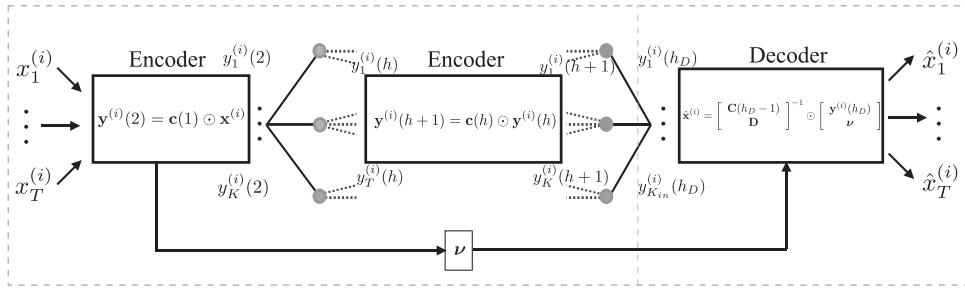 Encoder
Encoder
Decoder
x_1^{(i)}
⋮
x_T^{(i)}
y_1^{(i)}(2)
𝐲^{(i)}(2) = 𝐜(1) ⊙ 𝐱^{(i)}
⋮
y_K^{(i)}(2)
y_1^{(i)}(h)
𝐲^{(i)}(h+1) = 𝐜(h) ⊙ 𝐲^{(i)}(h)
y_T^{(i)}(h)
y_1^{(i)}(h+1)
y_K^{(i)}(h+1)
y_1^{(i)}(h_D)
⋮
y_{K_{in}}^{(i)}(h_D)
𝐱̂^{(i)} = [ 𝐂(h_D−1) ; 𝐃 ]^{−1} ⊙ [ 𝐲^{(i)}(h_D) ; 𝝂 ]
x̂_1^{(i)}
⋮
x̂_T^{(i)}
𝝂